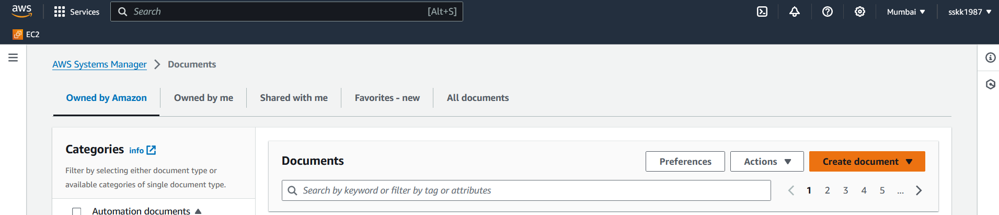 aws Services Search [Alt+S] Mumbai sskk1987
EC2
AWS Systems Manager Documents
Owned by Amazon Owned by me Shared with me Favorites - new All documents
Categories info
Filter by selecting either document type or
available categories of single document type.
Automation documents
Documents Preferences Actions Create document
Search by keyword or filter by tag or attributes 1 2 3 4 5 ...